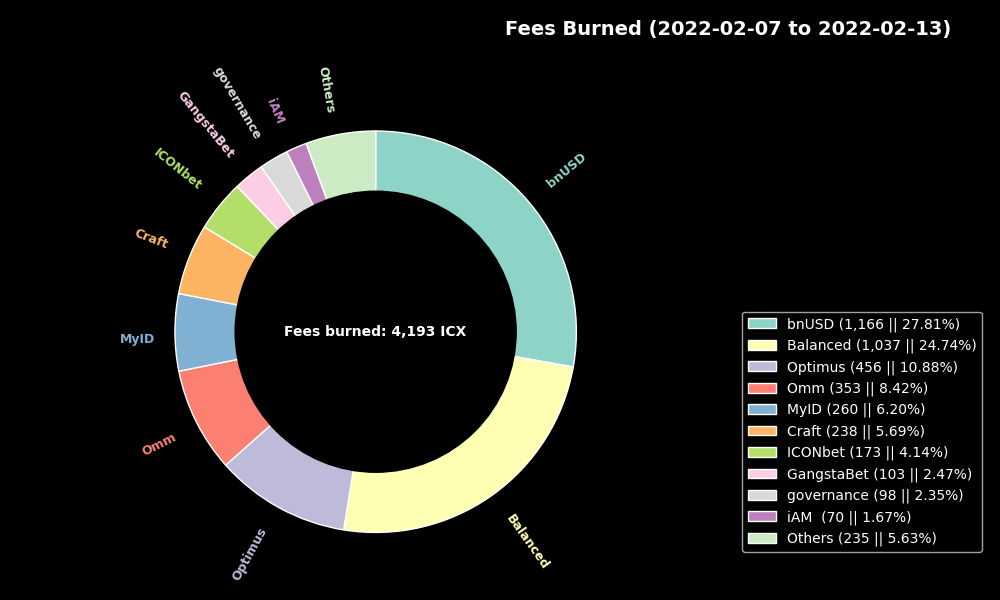 Fees Burned (2022-02-07 to 2022-02-13)
Others
iAM
governance
GangstaBet
ICONbet
Craft
MyID
Omm
Optimus
Balanced
bnUSD
Fees burned: 4,193 ICX
bnUSD (1,166 || 27.81%)
Balanced (1,037 || 24.74%)
Optimus (456 || 10.88%)
Omm (353 || 8.42%)
MyID (260 || 6.20%)
Craft (238 || 5.69%)
ICONbet (173 || 4.14%)
GangstaBet (103 || 2.47%)
governance (98 || 2.35%)
iAM  (70 || 1.67%)
Others (235 || 5.63%)